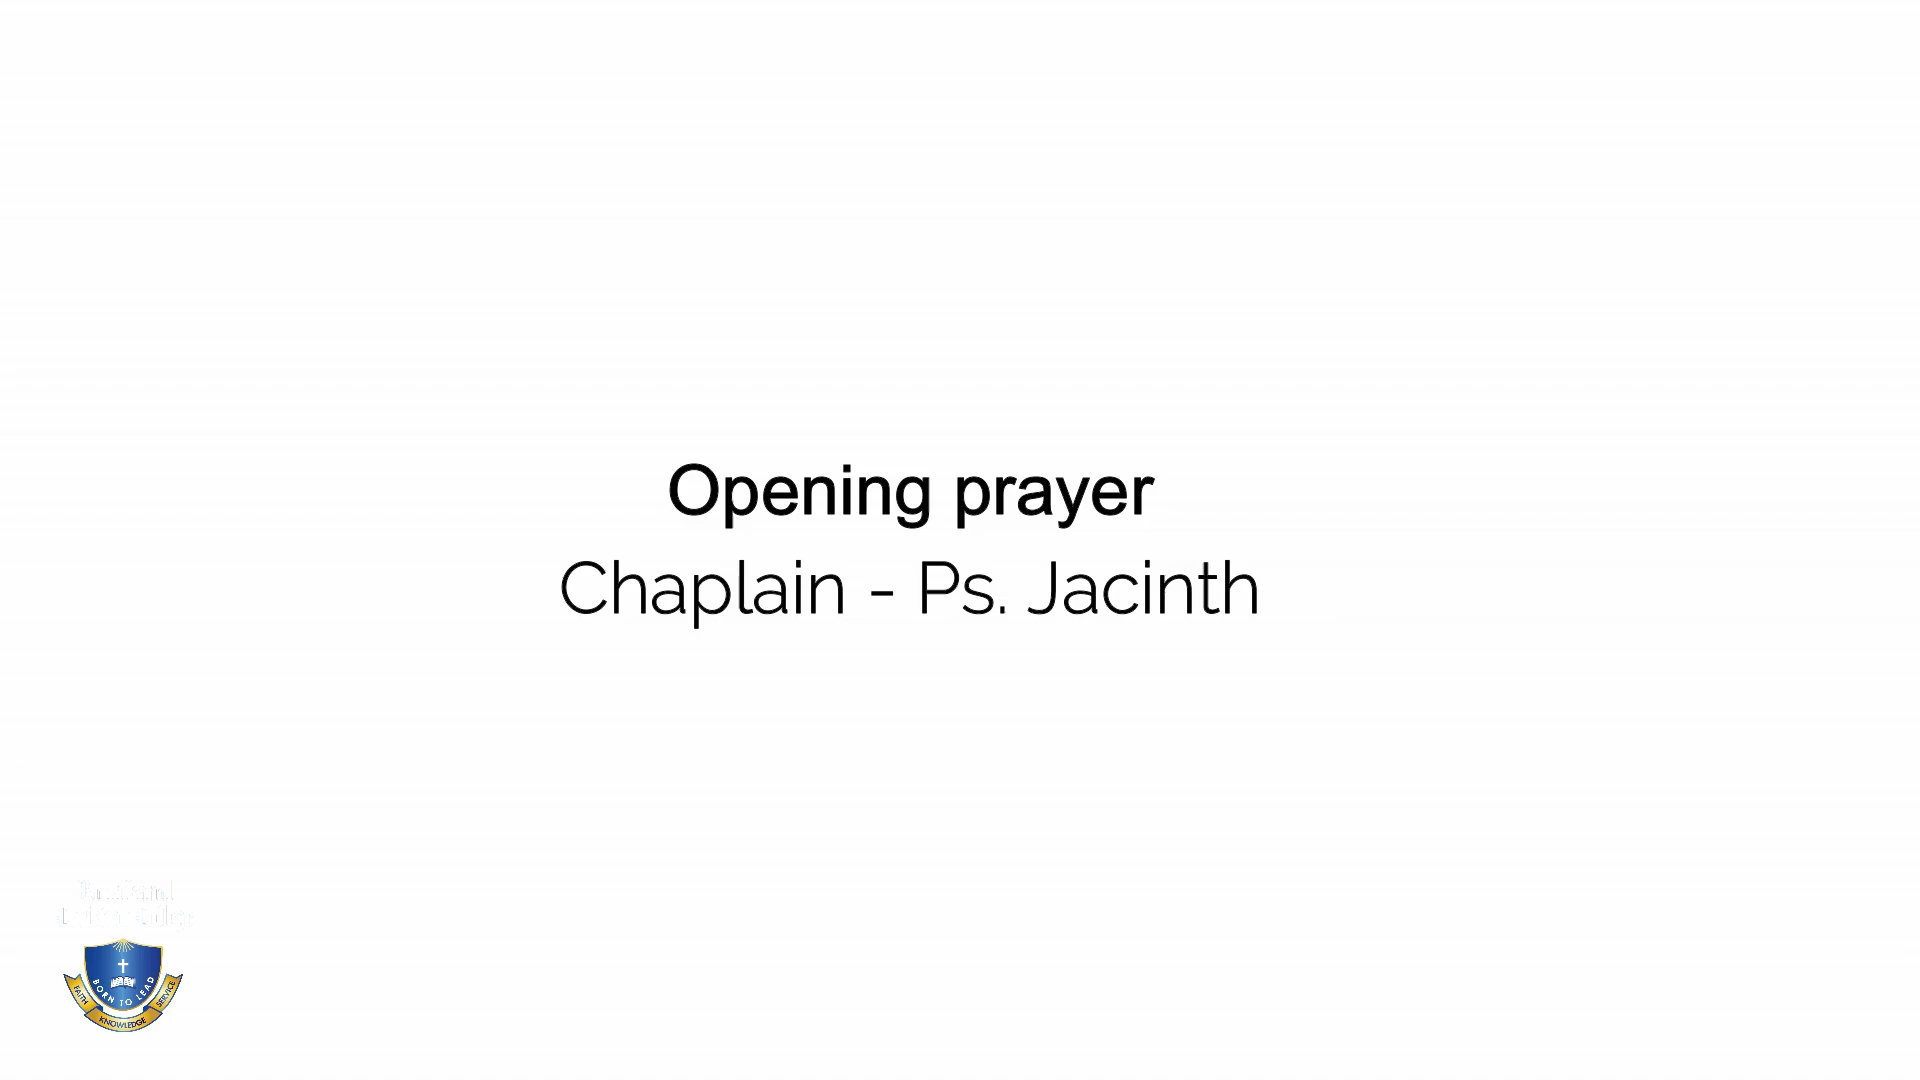 Opening prayer
Chaplain - Ps. Jacinth
BORN TO LEAD
FAITH
KNOWLEDGE
SERVICE